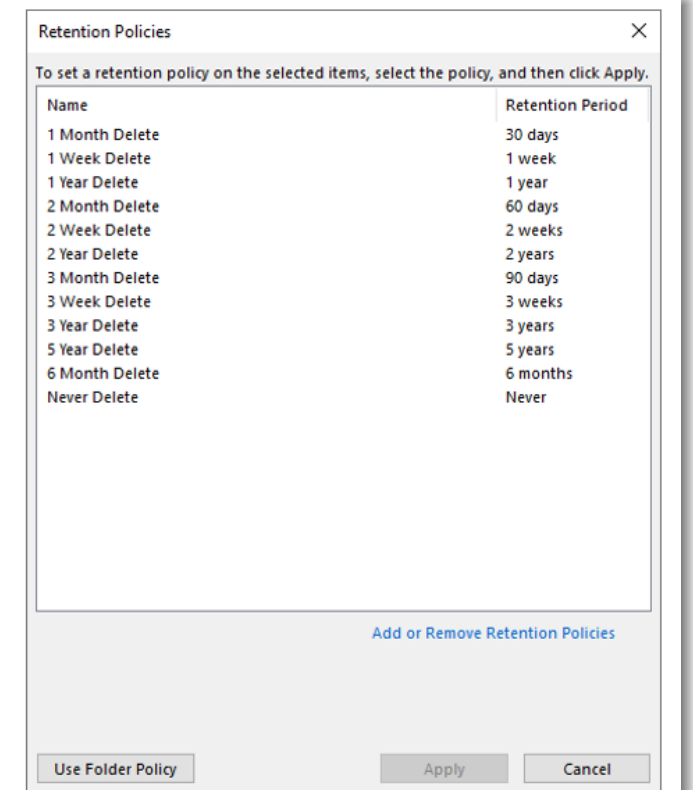 Retention Policies
To set a retention policy on the selected items, select the policy, and then click Apply.
Name Retention Period
1 Month Delete 30 days
1 Week Delete 1 week
1 Year Delete 1 year
2 Month Delete 60 days
2 Week Delete 2 weeks
2 Year Delete 2 years
3 Month Delete 90 days
3 Week Delete 3 weeks
3 Year Delete 3 years
5 Year Delete 5 years
6 Month Delete 6 months
Never Delete Never
Add or Remove Retention Policies
Use Folder Policy Apply Cancel